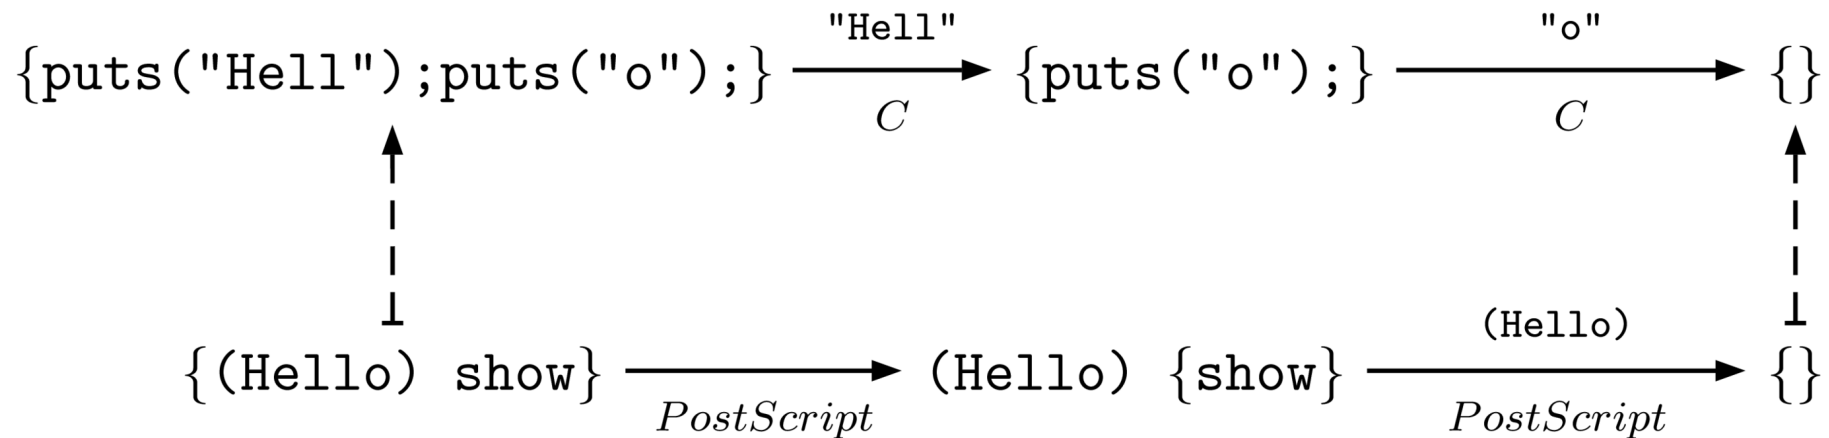 "Hell" "o"
{puts("Hell");puts("o");} {puts("o");} {}
C C
(Hello)
{(Hello) show} (Hello) {show} {}
PostScript PostScript